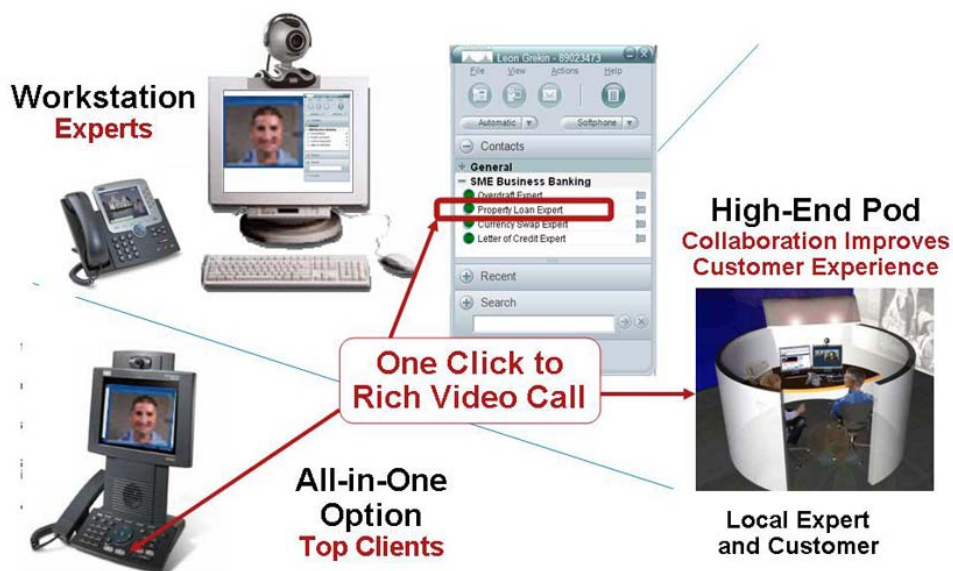 Workstation
Experts
Leon Grekin - 89023473
File View Actions Help
Automatic
Softphone
Contacts
General
SME Business Banking
Overdraft Expert
Property Loan Expert
Currency Swap Expert
Letter of Credit Expert
Recent
Search
High-End Pod
Collaboration Improves
Customer Experience
One Click to
Rich Video Call
All-in-One
Option
Top Clients
Local Expert
and Customer